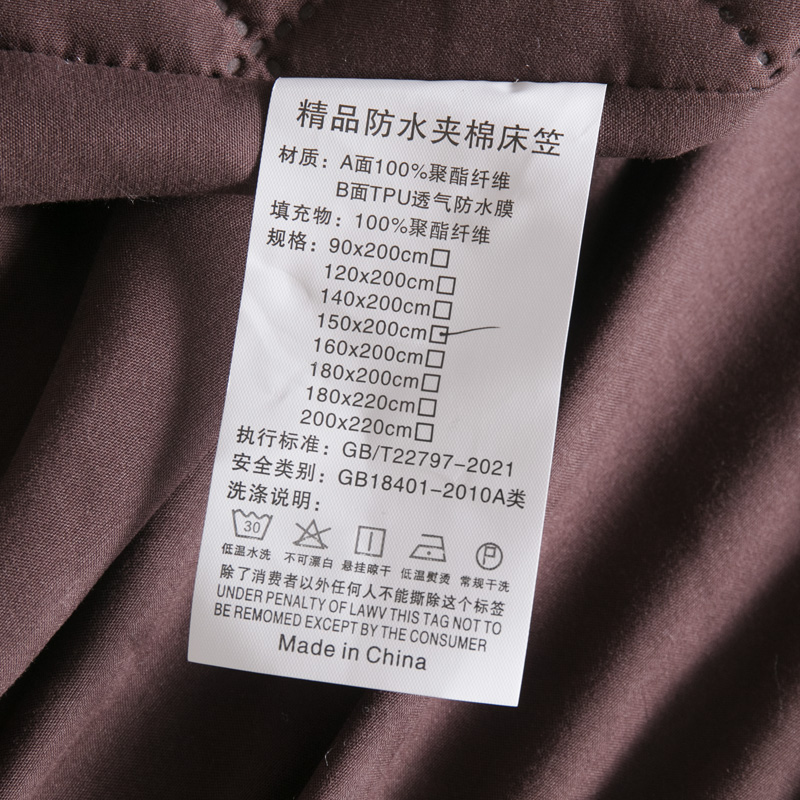 精品防水夹棉床笠
材质：A面100%聚酯纤维
B面TPU透气防水膜
填充物：100%聚酯纤维
规格：90x200cm□
120x200cm□
140x200cm□
150x200cm□
160x200cm□
180x200cm□
180x220cm□
200x220cm□
执行标准：GB/T22797-2021
安全类别：GB18401-2010A类
洗涤说明：
30 P
低温水洗 不可漂白 悬挂晾干 低温熨烫 常规干洗
除了消费者以外任何人不能撕除这个标签
UNDER PENALTY OF LAWV THIS TAG NOT TO
BE REMOMED EXCEPT BY THE CONSUMER
Made in China